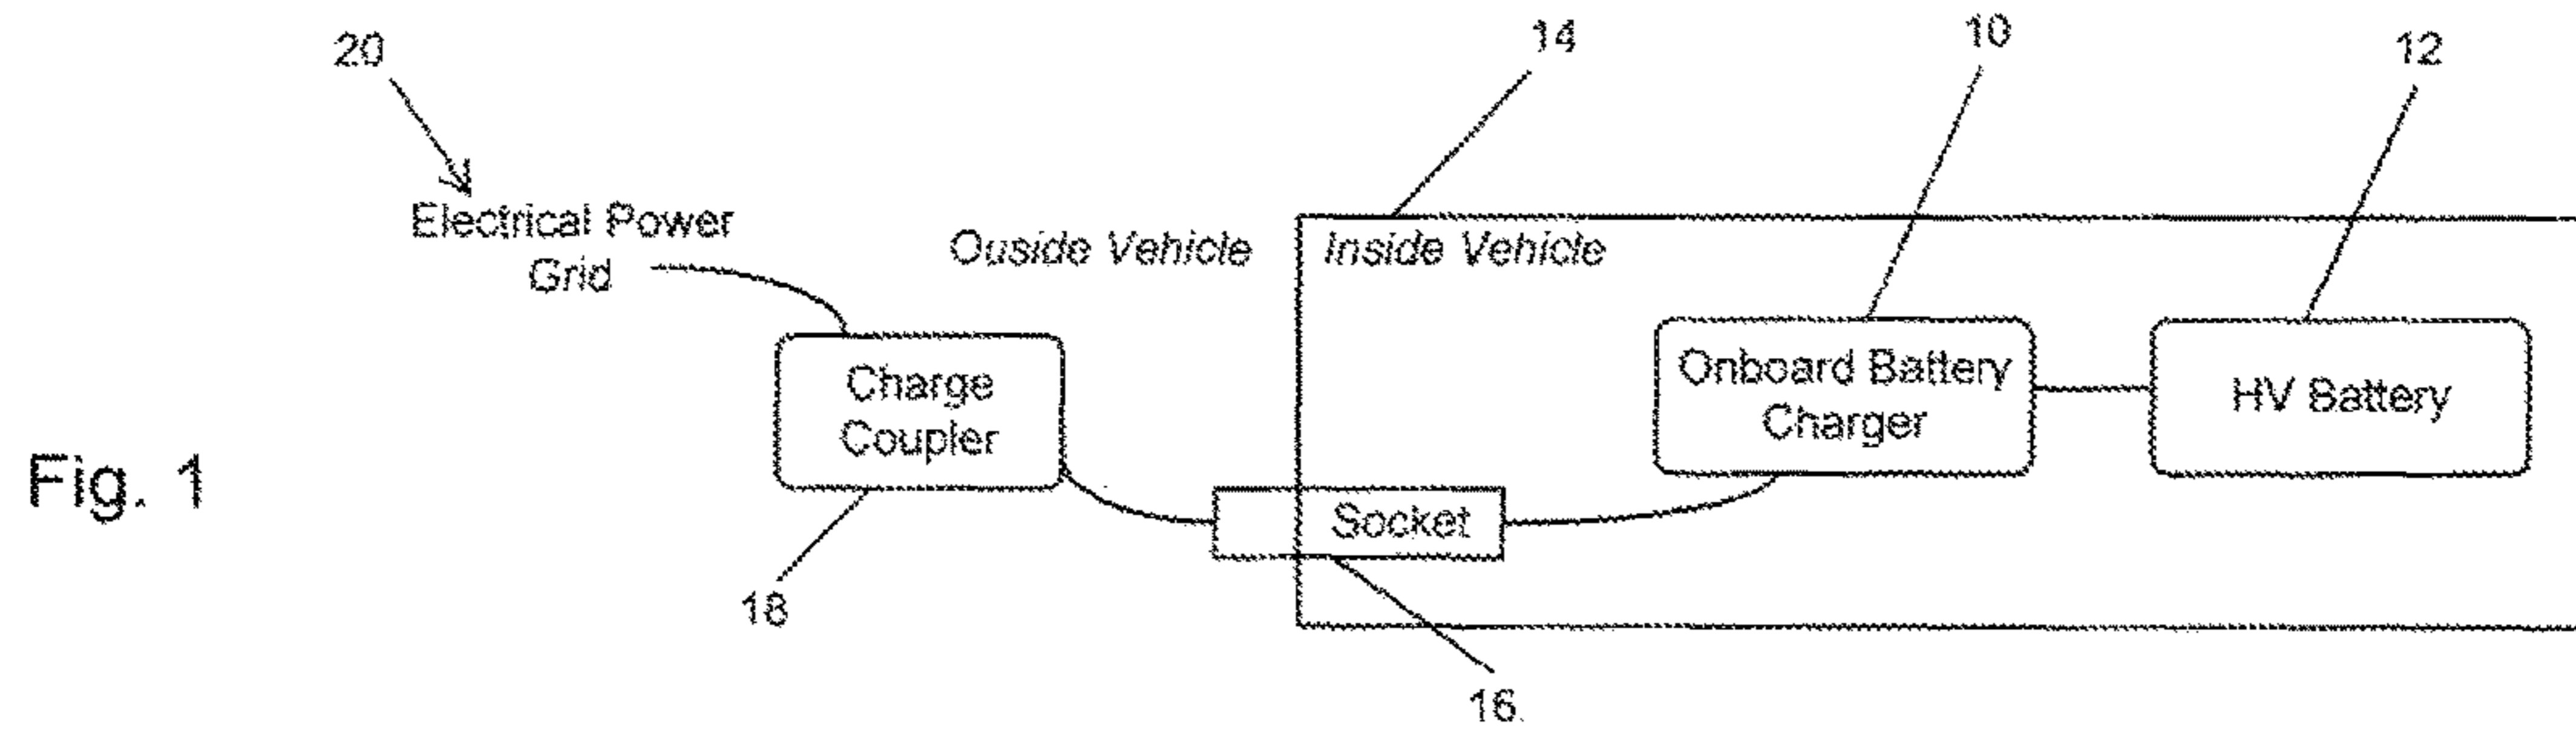 20
14
10
12
Electrical Power
Grid
Ouside Vehicle
Inside Vehicle
Charge
Coupler
Onboard Battery
Charger
HV Battery
Fig. 1
Socket
18
16